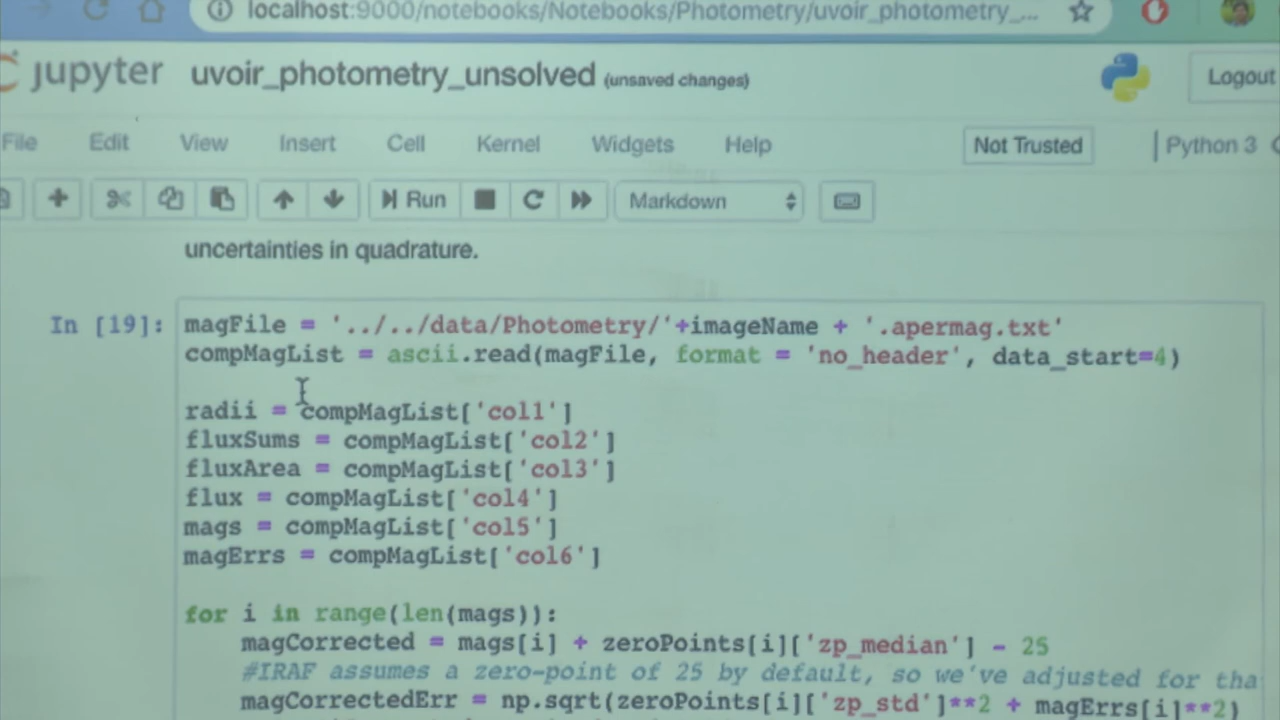 localhost:9000/notebooks/Notebooks/Photometry/uvoir_photometry_...
jupyter uvoir_photometry_unsolved (unsaved changes) Logout
File Edit View Insert Cell Kernel Widgets Help Not Trusted Python 3
Run Markdown
uncertainties in quadrature.
In [19]: magFile = '../../data/Photometry/'+imageName + '.apermag.txt'
compMagList = ascii.read(magFile, format = 'no_header', data_start=4)
radii = compMagList['col1']
fluxSums = compMagList['col2']
fluxArea = compMagList['col3']
flux = compMagList['col4']
mags = compMagList['col5']
magErrs = compMagList['col6']
for i in range(len(mags)):
magCorrected = mags[i] + zeroPoints[i]['zp_median'] - 25
#IRAF assumes a zero-point of 25 by default, so we've adjusted for tha
magCorrectedErr = np.sqrt(zeroPoints[i]['zp_std']**2 + magErrs[i]**2)